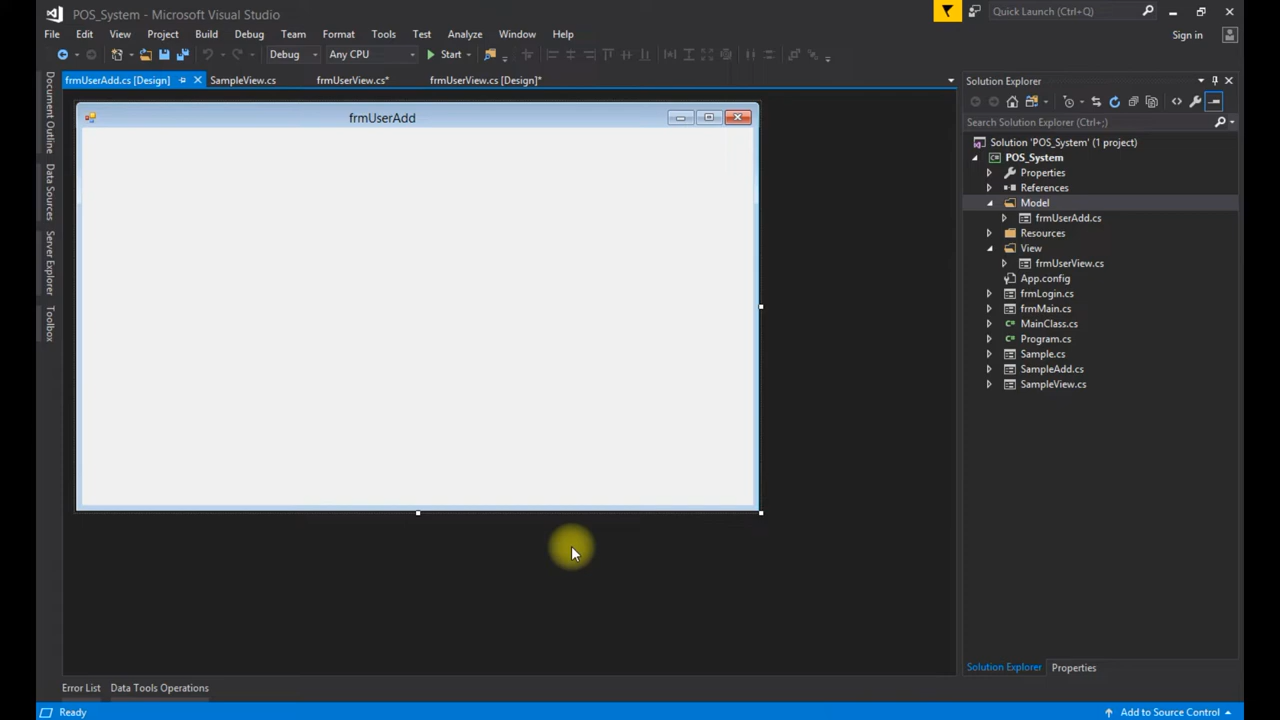 POS_System - Microsoft Visual Studio
Quick Launch (Ctrl+Q)
File Edit View Project Build Debug Team Format Tools Test Analyze Window Help
Sign in
Debug Any CPU Start
frmUserAdd.cs [Design] SampleView.cs frmUserView.cs* frmUserView.cs [Design]*
Document Outline
Data Sources
Server Explorer
Toolbox
frmUserAdd
Solution Explorer
Search Solution Explorer (Ctrl+;)
Solution 'POS_System' (1 project)
POS_System
Properties
References
Model
frmUserAdd.cs
Resources
View
frmUserView.cs
App.config
frmLogin.cs
frmMain.cs
MainClass.cs
Program.cs
Sample.cs
SampleAdd.cs
SampleView.cs
Solution Explorer Properties
Error List Data Tools Operations
Ready
Add to Source Control